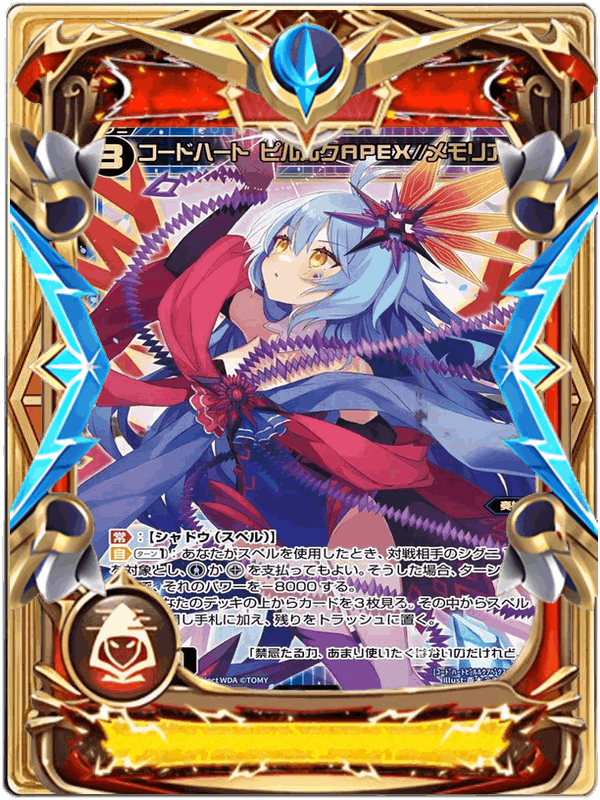 3 コードハート ピルルクAPEX//メモリア
常:【シャドウ(スペル)】
自 ターン1:あなたがスペルを使用したとき、対戦相手のシグニ
を対象とし、か を支払ってもよい。そうした場合、ターン
、それのパワーを-8000する。
なたのデッキの上からカードを3枚見る。その中からスペル
し手札に加え、残りをトラッシュに置く。
「禁忌たる力、あまり使いたくはないのだけれど。
lect WDA ©TOMY
Illust: